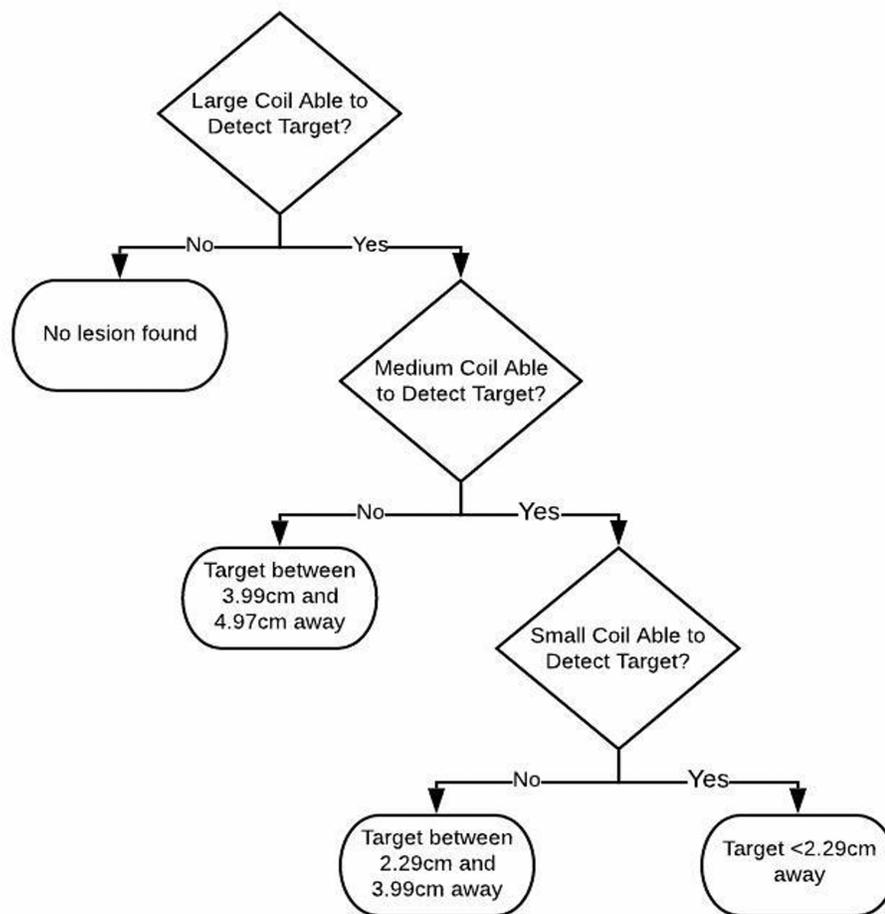 Large Coil Able to
Detect Target?
No
Yes
No lesion found
Medium Coil Able
to Detect Target?
No
Yes
Target between
3.99cm and
4.97cm away
Small Coil Able to
Detect Target?
No
Yes
Target between
2.29cm and
3.99cm away
Target <2.29cm
away